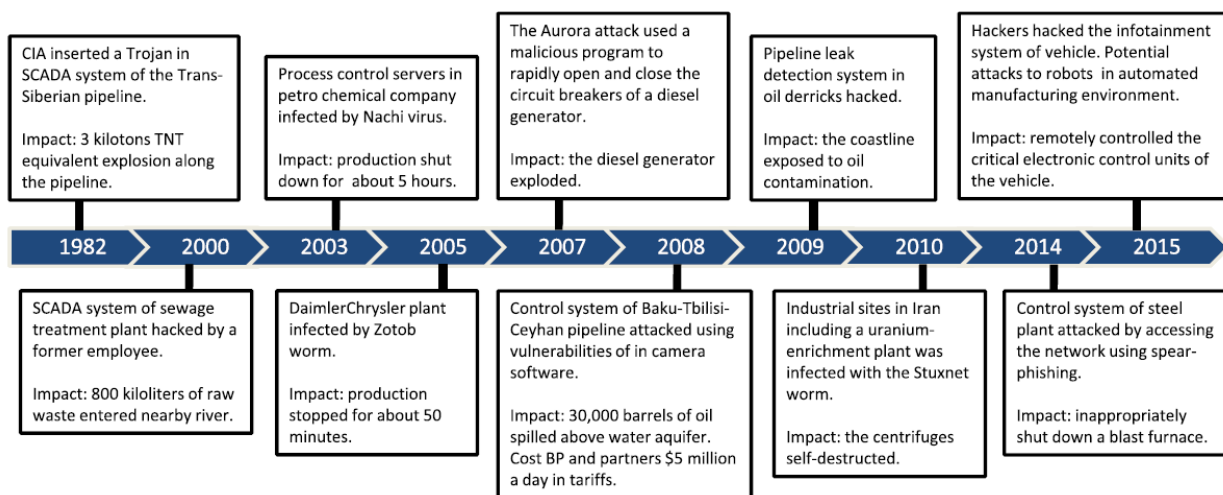 CIA inserted a Trojan in
SCADA system of the Trans-
Siberian pipeline.
Impact: 3 kilotons TNT
equivalent explosion along
the pipeline.
Process control servers in
petro chemical company
infected by Nachi virus.
Impact: production shut
down for about 5 hours.
The Aurora attack used a
malicious program to
rapidly open and close the
circuit breakers of a diesel
generator.
Impact: the diesel generator
exploded.
Pipeline leak
detection system in
oil derricks hacked.
Impact: the coastline
exposed to oil
contamination.
Hackers hacked the infotainment
system of vehicle. Potential
attacks to robots in automated
manufacturing environment.
Impact: remotely controlled the
critical electronic control units of
the vehicle.
1982 2000 2003 2005 2007 2008 2009 2010 2014 2015
SCADA system of sewage
treatment plant hacked by a
former employee.
Impact: 800 kiloliters of raw
waste entered nearby river.
DaimlerChrysler plant
infected by Zotob
worm.
Impact: production
stopped for about 50
minutes.
Control system of Baku-Tbilisi-
Ceyhan pipeline attacked using
vulnerabilities of in camera
software.
Impact: 30,000 barrels of oil
spilled above water aquifer.
Cost BP and partners $5 million
a day in tariffs.
Industrial sites in Iran
including a uranium-
enrichment plant was
infected with the Stuxnet
worm.
Impact: the centrifuges
self-destructed.
Control system of steel
plant attacked by accessing
the network using spear-
phishing.
Impact: inappropriately
shut down a blast furnace.